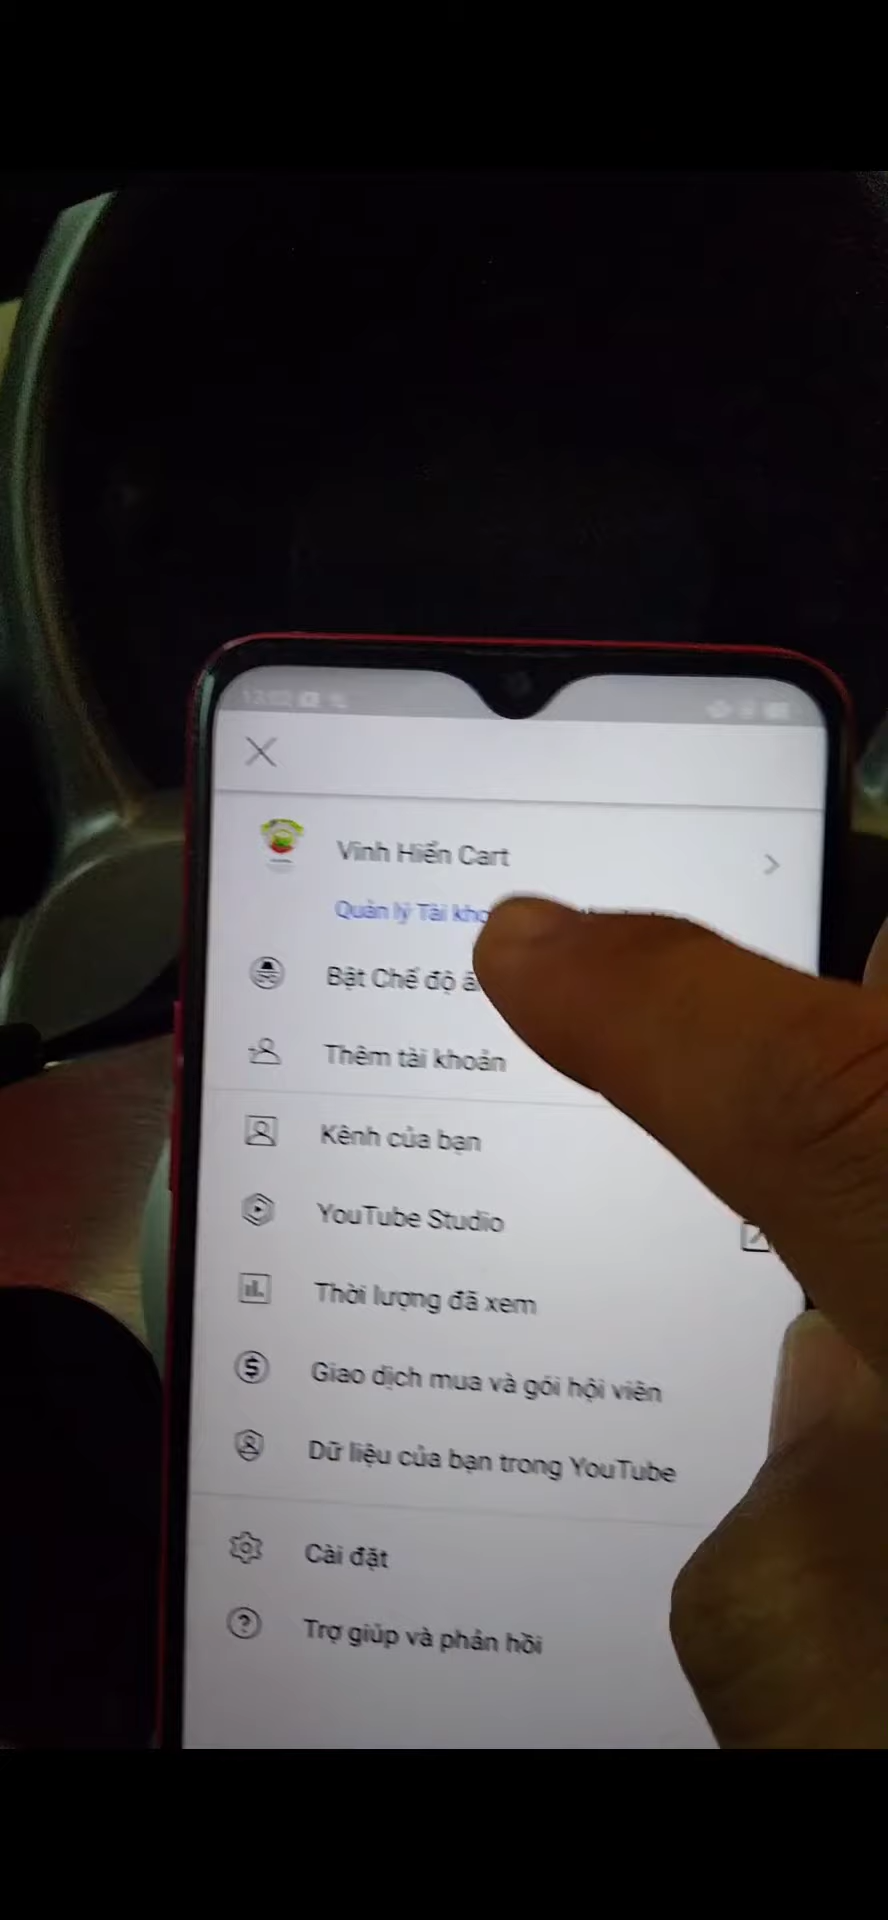 Vinh Hiển Cart
Quản lý Tài
Bật Chế độ
Thêm tài khoản
Kênh của bạn
YouTube Studio
Thời lượng đã xem
Giao dịch mua và gói hội viên
Dữ liệu của bạn trong YouTube
Cài đặt
Trợ giúp và phản hồi